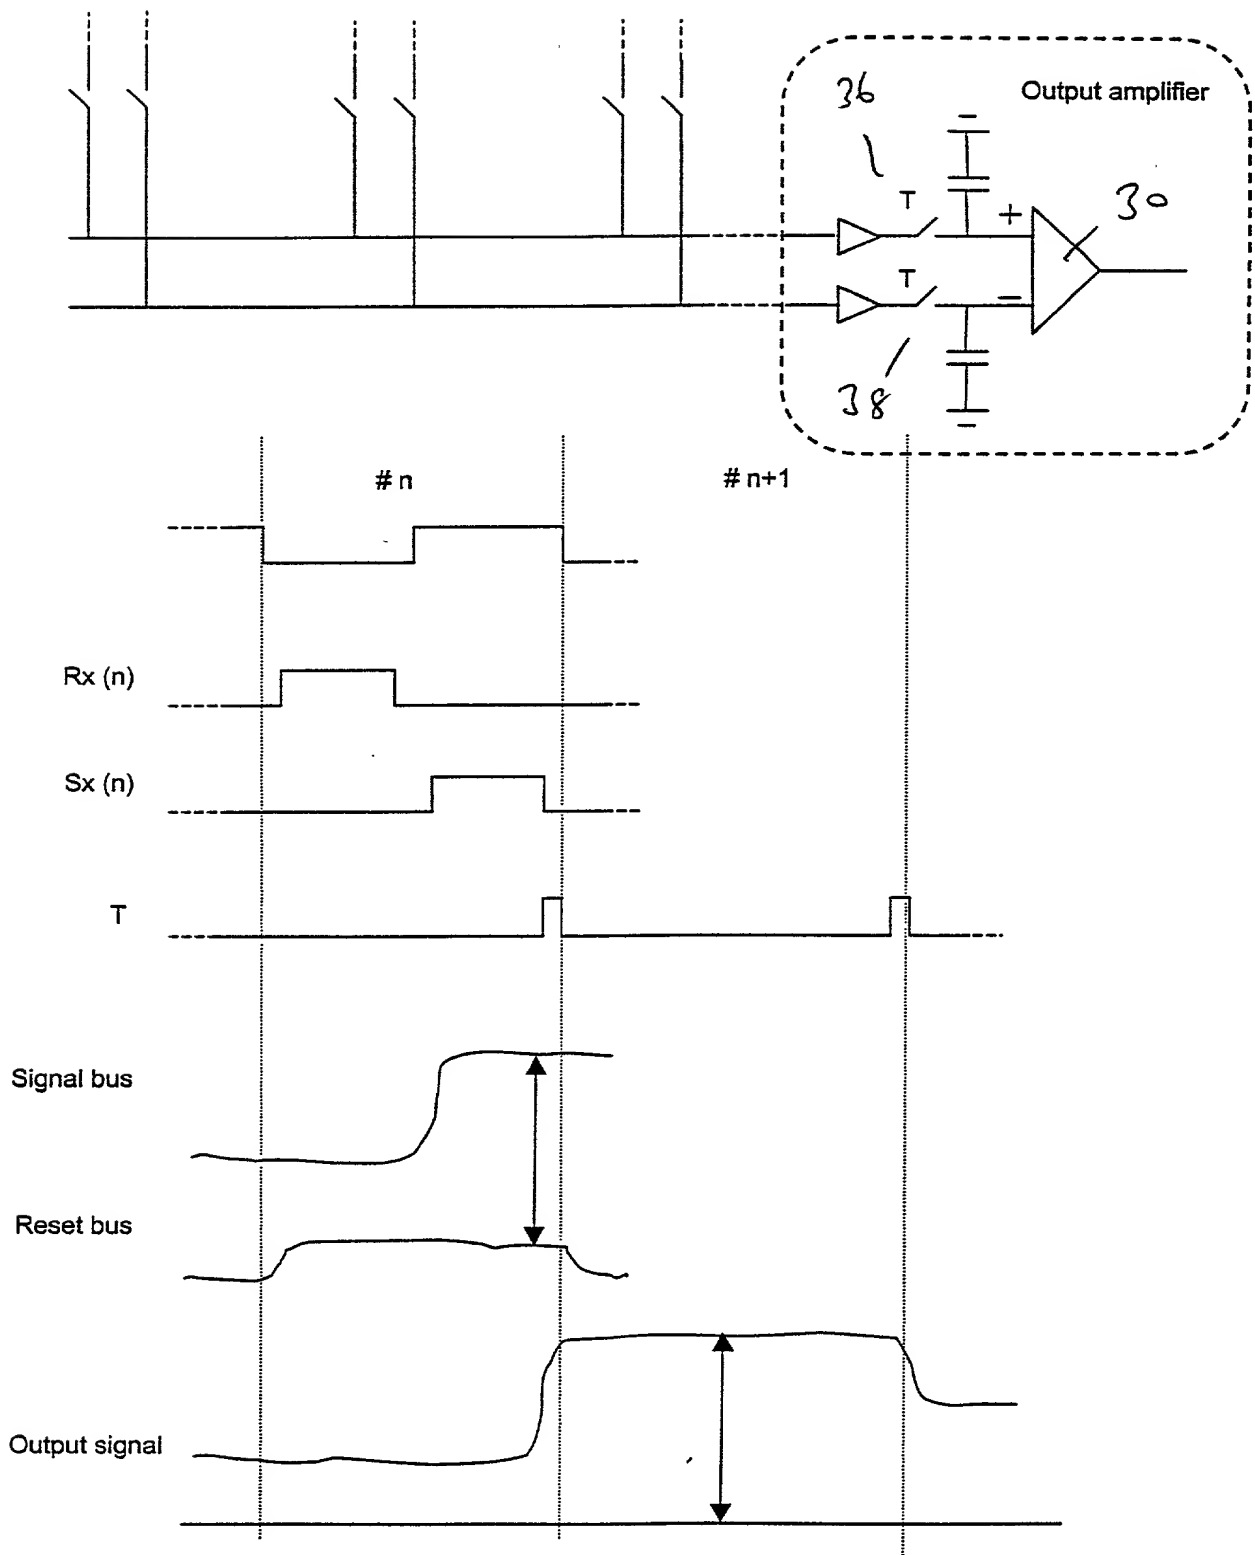 Output amplifier
36
T
+
30
T
−
38
# n
# n+1
Rx (n)
Sx (n)
T
Signal bus
Reset bus
Output signal